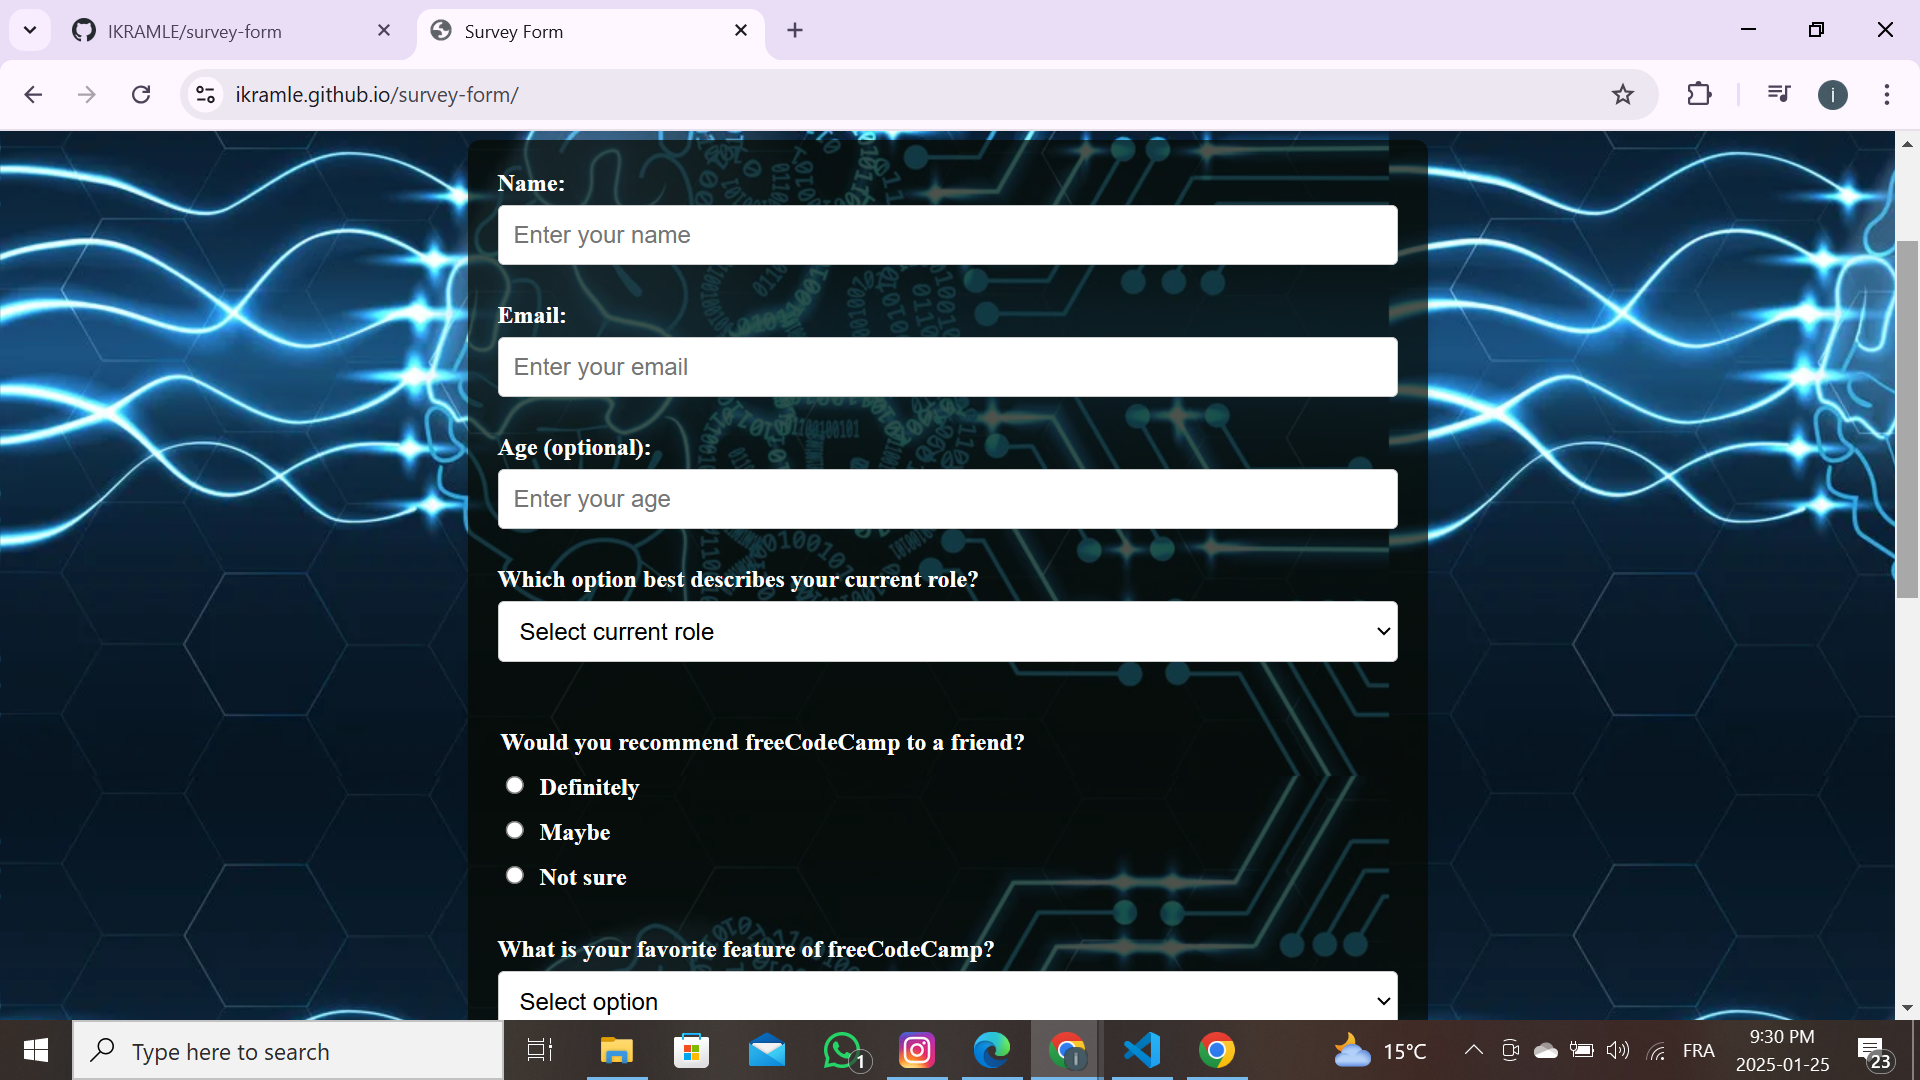 IKRAMLE/survey-form
Survey Form
ikramle.github.io/survey-form/
i
Name:
Enter your name
Email:
Enter your email
Age (optional):
Enter your age
Which option best describes your current role?
Select current role
Would you recommend freeCodeCamp to a friend?
Definitely
Maybe
Not sure
What is your favorite feature of freeCodeCamp?
Select option
Type here to search
1
i
15°C
FRA
9:30 PM
2025-01-25
23